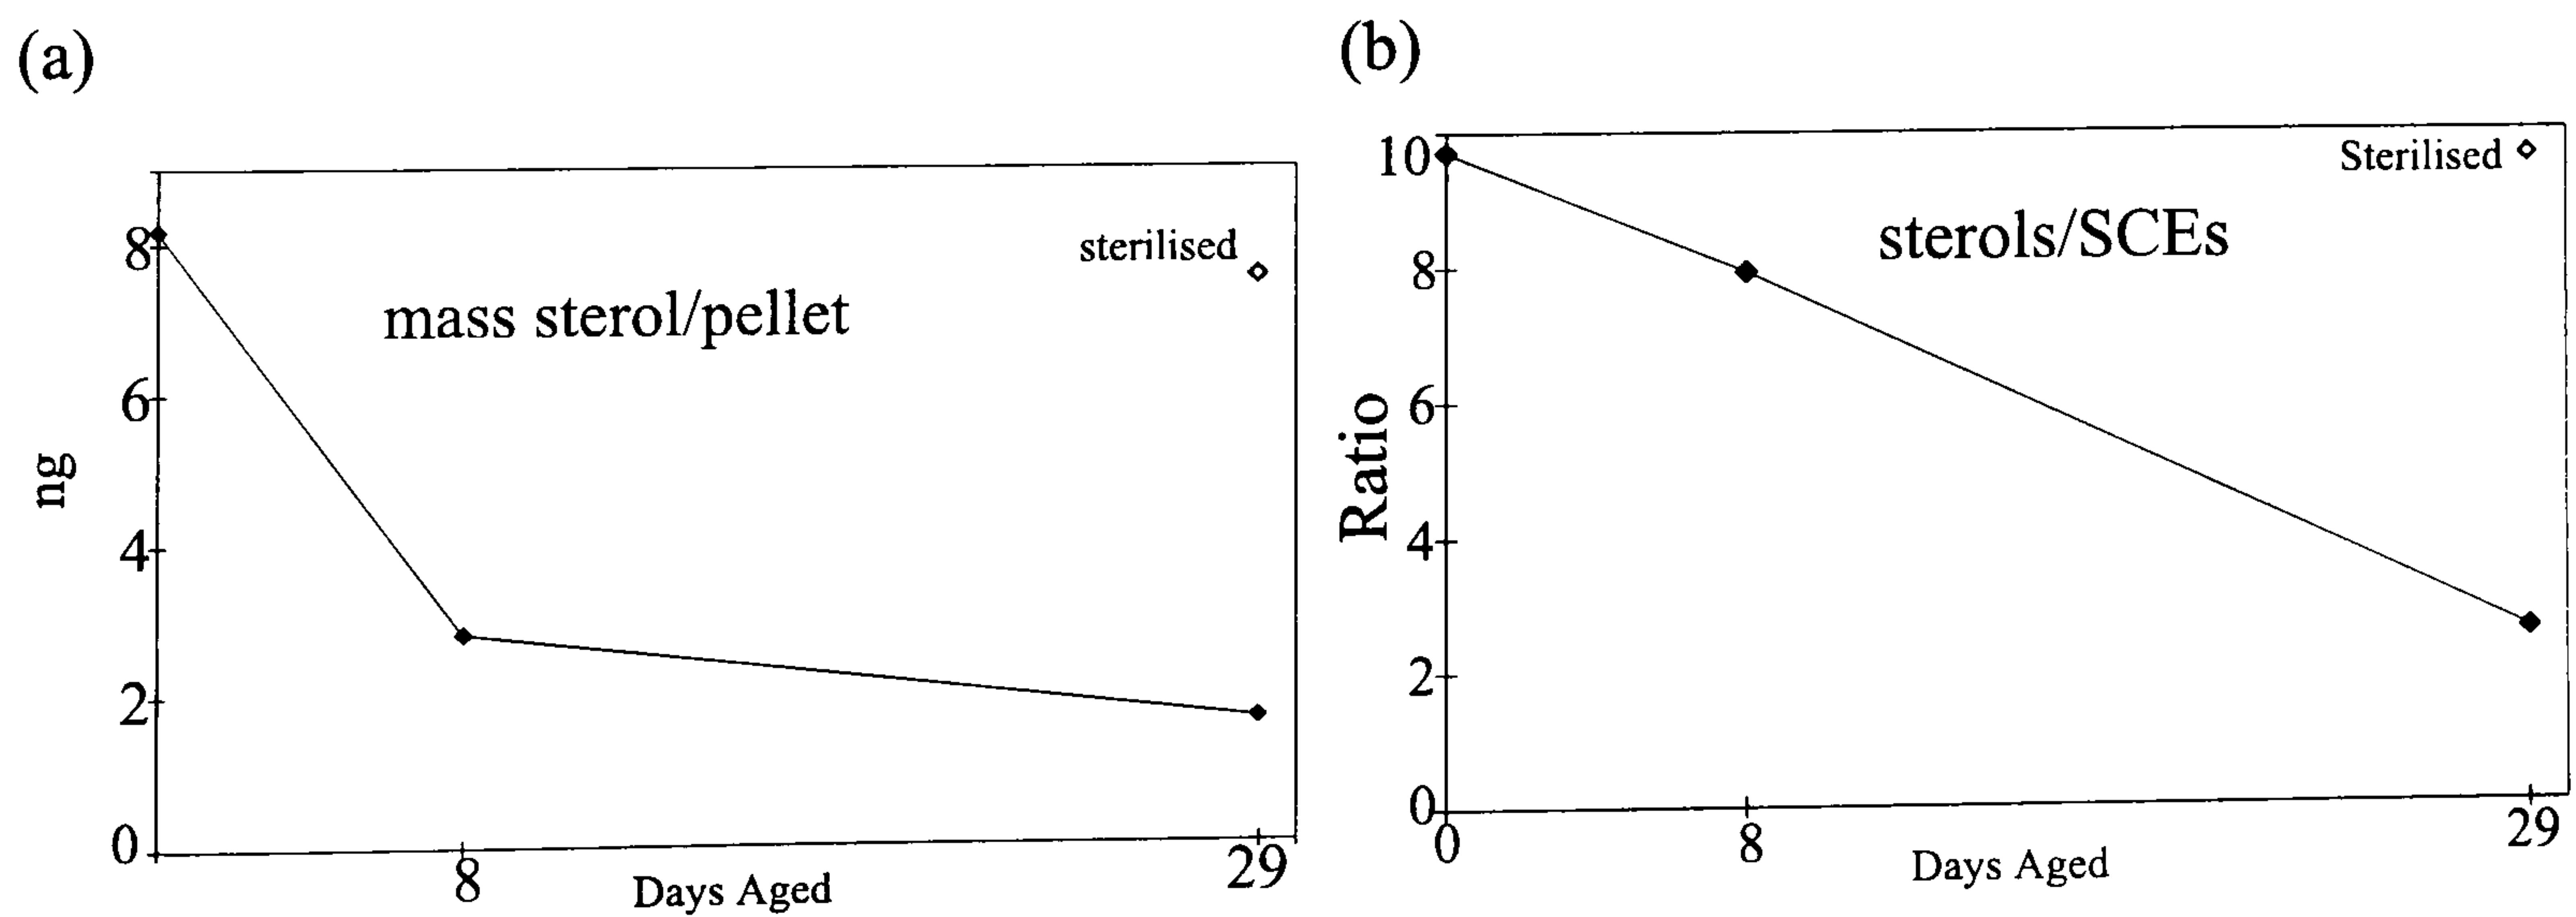 (a)
8
6
4
2
0
ng
mass sterol/pellet
sterilised
8
29
Days Aged
(b)
10
8
6
4
2
0
Ratio
Sterilised
sterols/SCEs
0
8
29
Days Aged